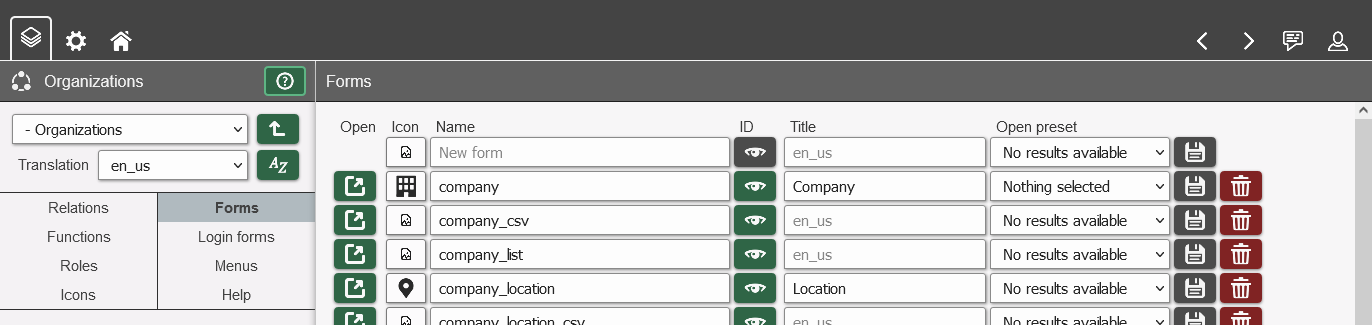 Organizations
Forms
- Organizations
Translation en_us
AZ
Relations Forms
Functions Login forms
Roles Menus
Icons Help
Open Icon Name ID Title Open preset
New form en_us No results available
company Company Nothing selected
company_csv en_us No results available
company_list en_us No results available
company_location Location No results available
company_location_csv en_us No results available